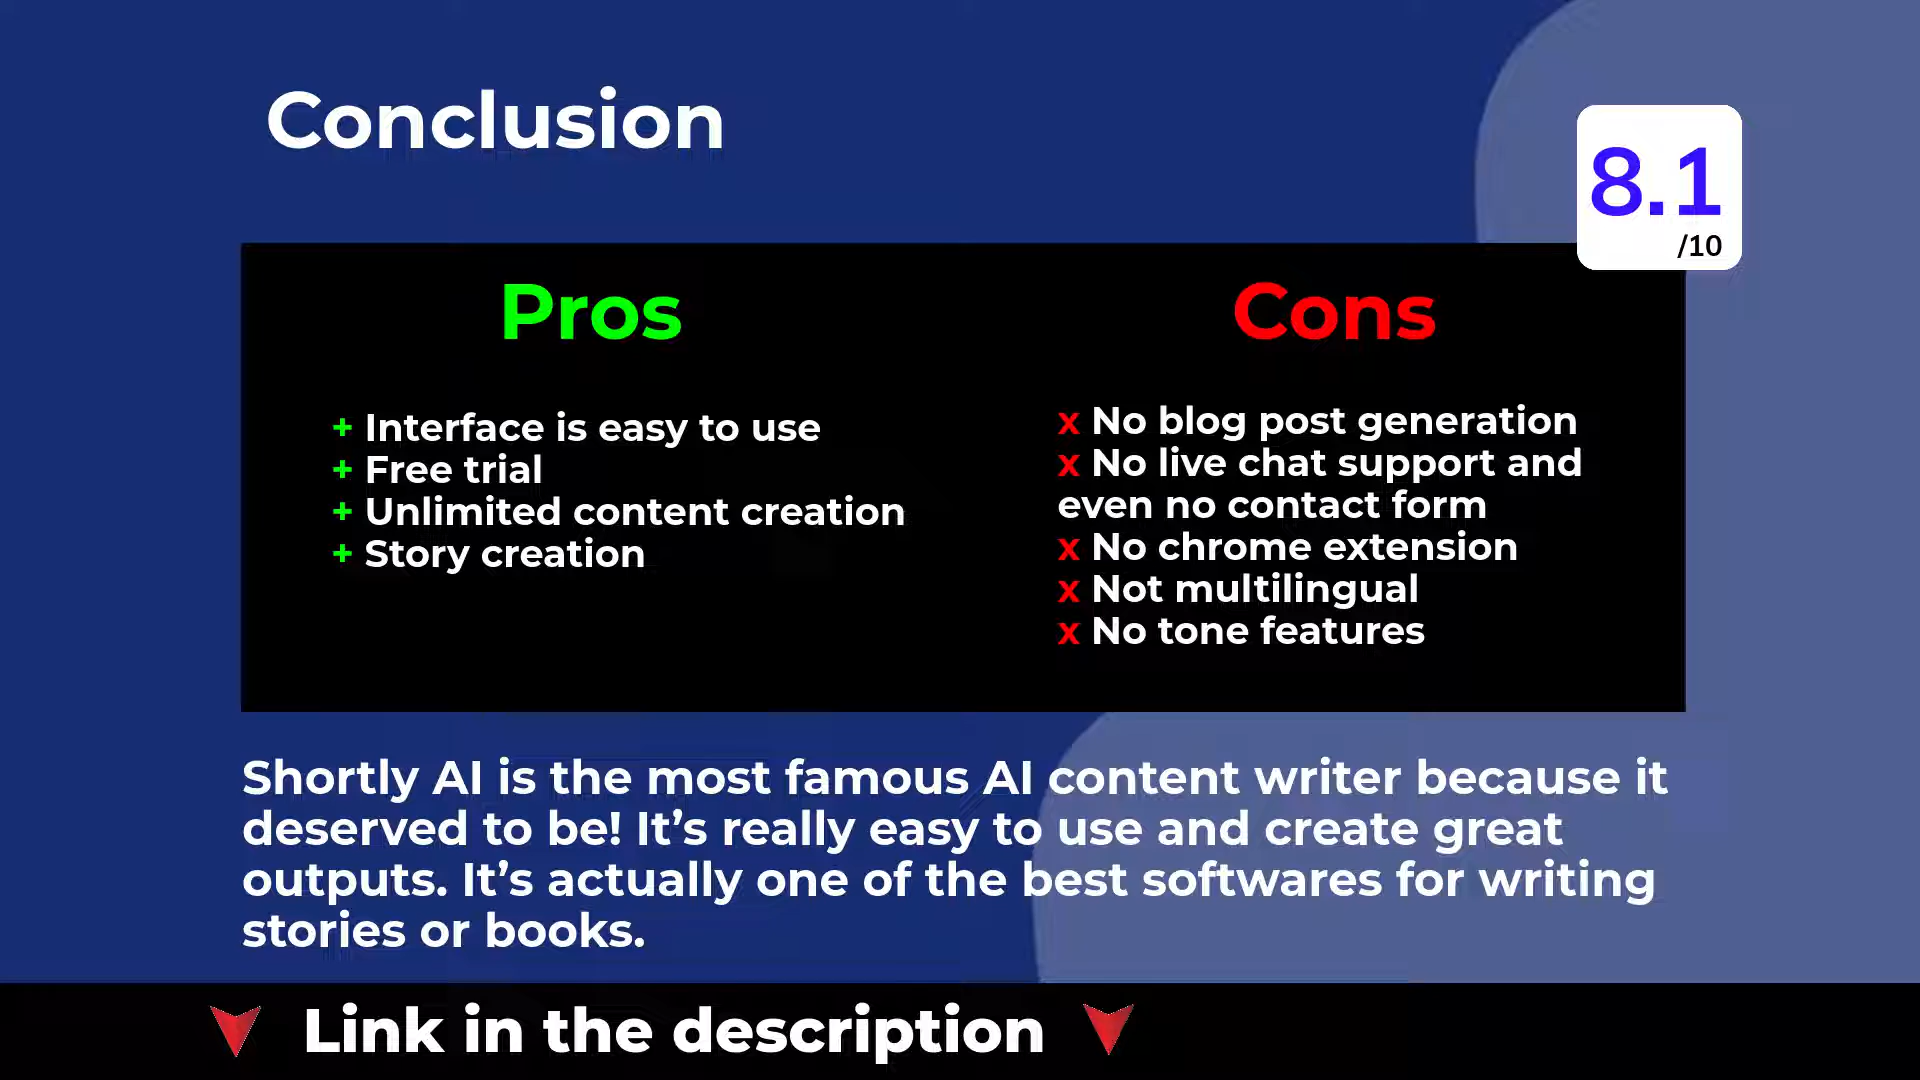 Conclusion
8.1
/10
Pros
+ Interface is easy to use
+ Free trial
+ Unlimited content creation
+ Story creation
Cons
x No blog post generation
x No live chat support and
even no contact form
x No chrome extension
x Not multilingual
x No tone features
Shortly AI is the most famous AI content writer because it
deserved to be! It’s really easy to use and create great
outputs. It’s actually one of the best softwares for writing
stories or books.
Link in the description